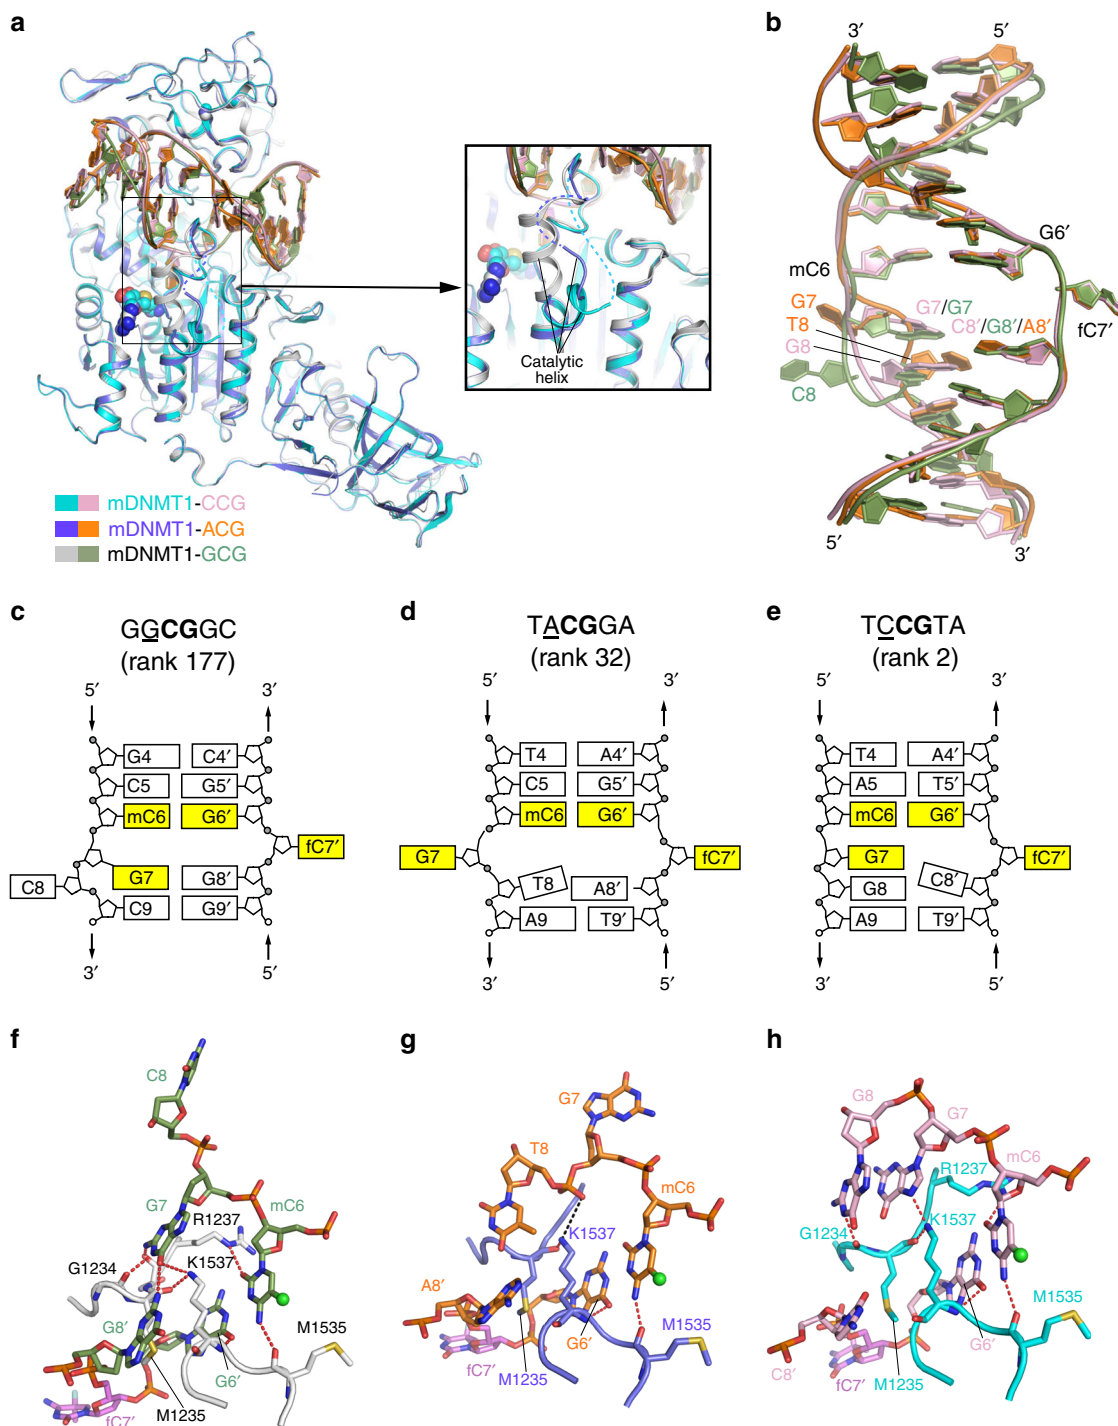 a
Catalytic
helix
mDNMT1-CCG
mDNMT1-ACG
mDNMT1-GCG
b
3′ 5′
G6′
mC6
G7 G7/G7
T8 C8′/G8′/A8′ fC7′
G8
C8
5′ 3′
c
GGCGGC
(rank 177)
5′ 3′
G4 C4′
C5 G5′
mC6 G6′
fC7′
G7 G8′
C8
C9 G9′
3′ 5′
d
TACGGA
(rank 32)
5′ 3′
T4 A4′
C5 G5′
mC6 G6′
G7 fC7′
T8 A8′
A9 T9′
3′ 5′
e
TCCGTA
(rank 2)
5′ 3′
T4 A4′
A5 T5′
mC6 G6′
G7 fC7′
G8 C8′
A9 T9′
3′ 5′
f
C8
G7 mC6
R1237
G1234 K1537
G8′ M1535
G6′
fC7′ M1235
g
G7
T8
mC6
K1537
A8′
G6′ M1535
fC7′
M1235
h
G8 G7
mC6
R1237
G1234 K1537
M1535
G6′
C8′ fC7′ M1235